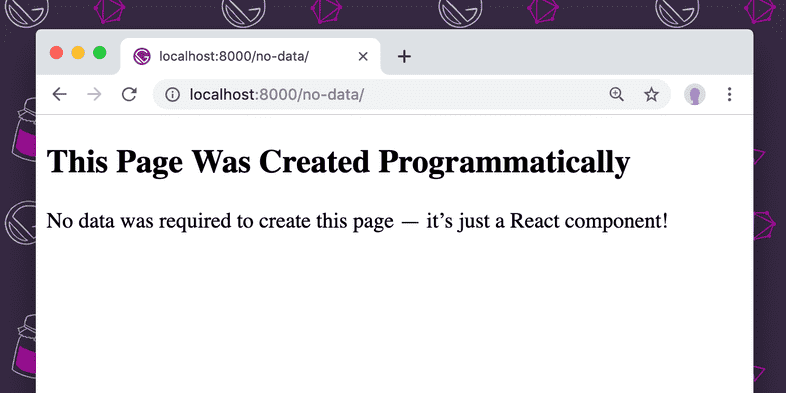 localhost:8000/no-data/
localhost:8000/no-data/
This Page Was Created Programmatically
No data was required to create this page — it’s just a React component!